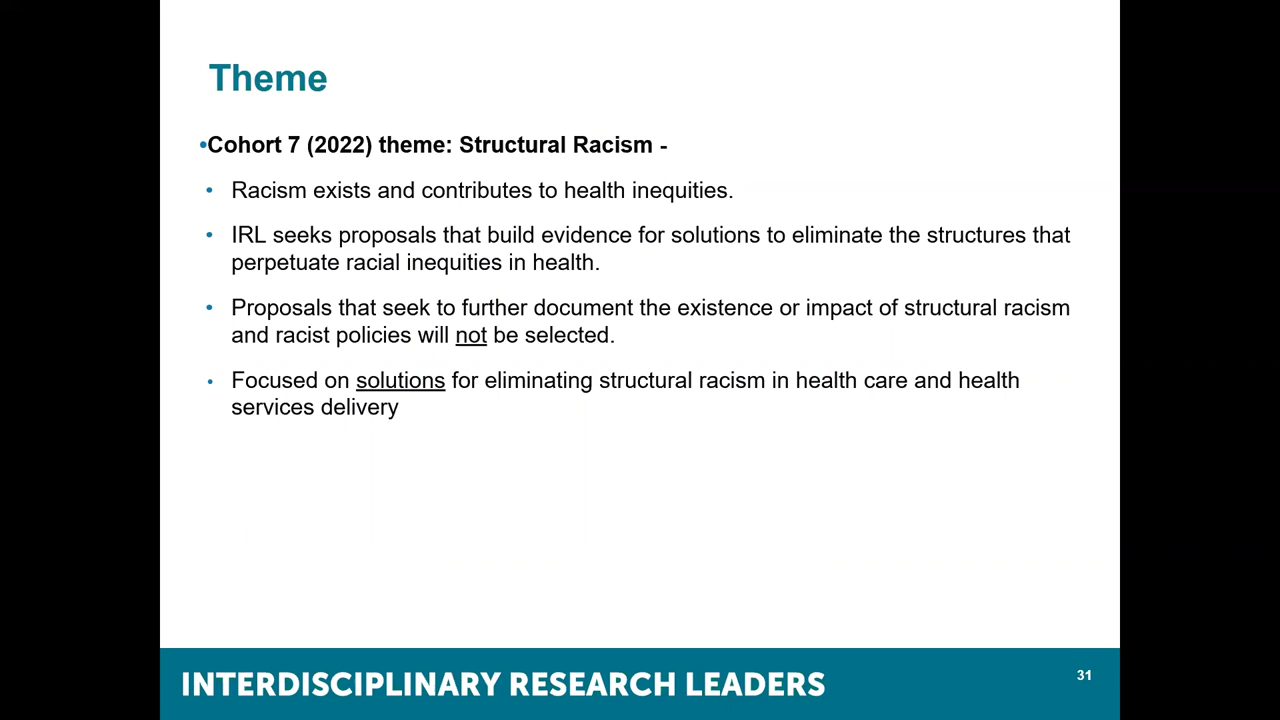 Theme
•Cohort 7 (2022) theme: Structural Racism -
• Racism exists and contributes to health inequities.
• IRL seeks proposals that build evidence for solutions to eliminate the structures that
perpetuate racial inequities in health.
• Proposals that seek to further document the existence or impact of structural racism
and racist policies will not be selected.
• Focused on solutions for eliminating structural racism in health care and health
services delivery
INTERDISCIPLINARY RESEARCH LEADERS
31